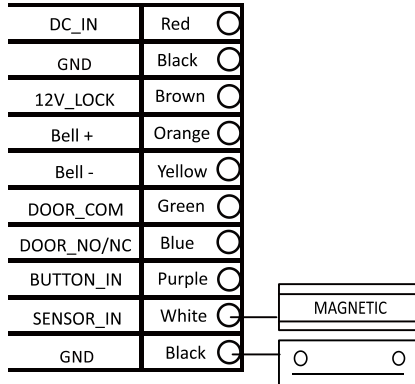 DC_IN Red
GND Black
12V_LOCK Brown
Bell + Orange
Bell - Yellow
DOOR_COM Green
DOOR_NO/NC Blue
BUTTON_IN Purple
SENSOR_IN White MAGNETIC
GND Black